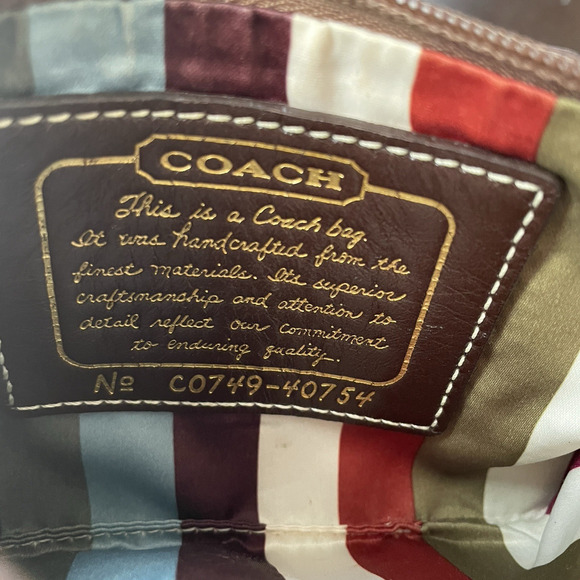 COACH
This is a Coach bag.
It was handcrafted from the
finest materials. Its superior
craftsmanship and attention to
detail reflect our commitment
to enduring quality.
No C0749-40754